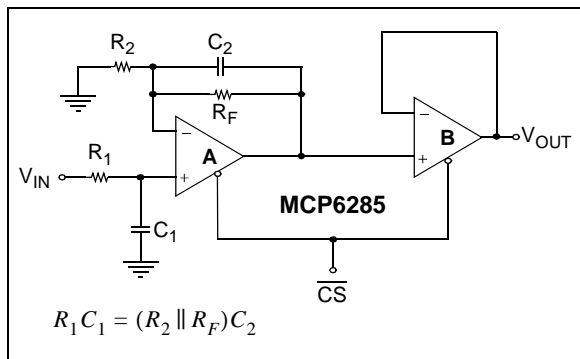 R2
C2
RF
−
A
+
R1
VIN
C1
−
B
+
VOUT
MCP6285
CS
R1C1 = (R2 || RF)C2